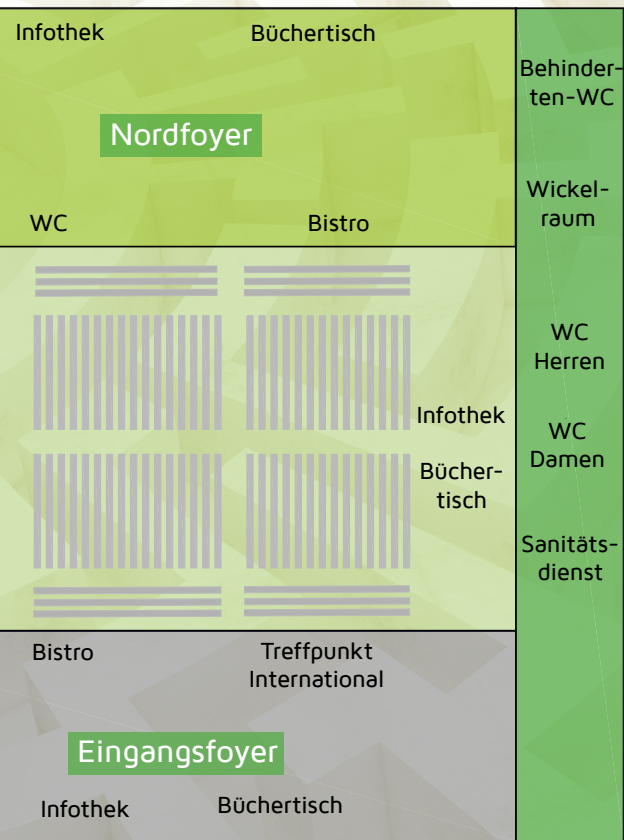 Infothek
Büchertisch
Nordfoyer
WC
Bistro
Behinder-
ten-WC
Wickel-
raum
WC
Herren
WC
Damen
Sanitäts-
dienst
Infothek
Bücher-
tisch
Bistro
Treffpunkt
International
Eingangsfoyer
Infothek
Büchertisch